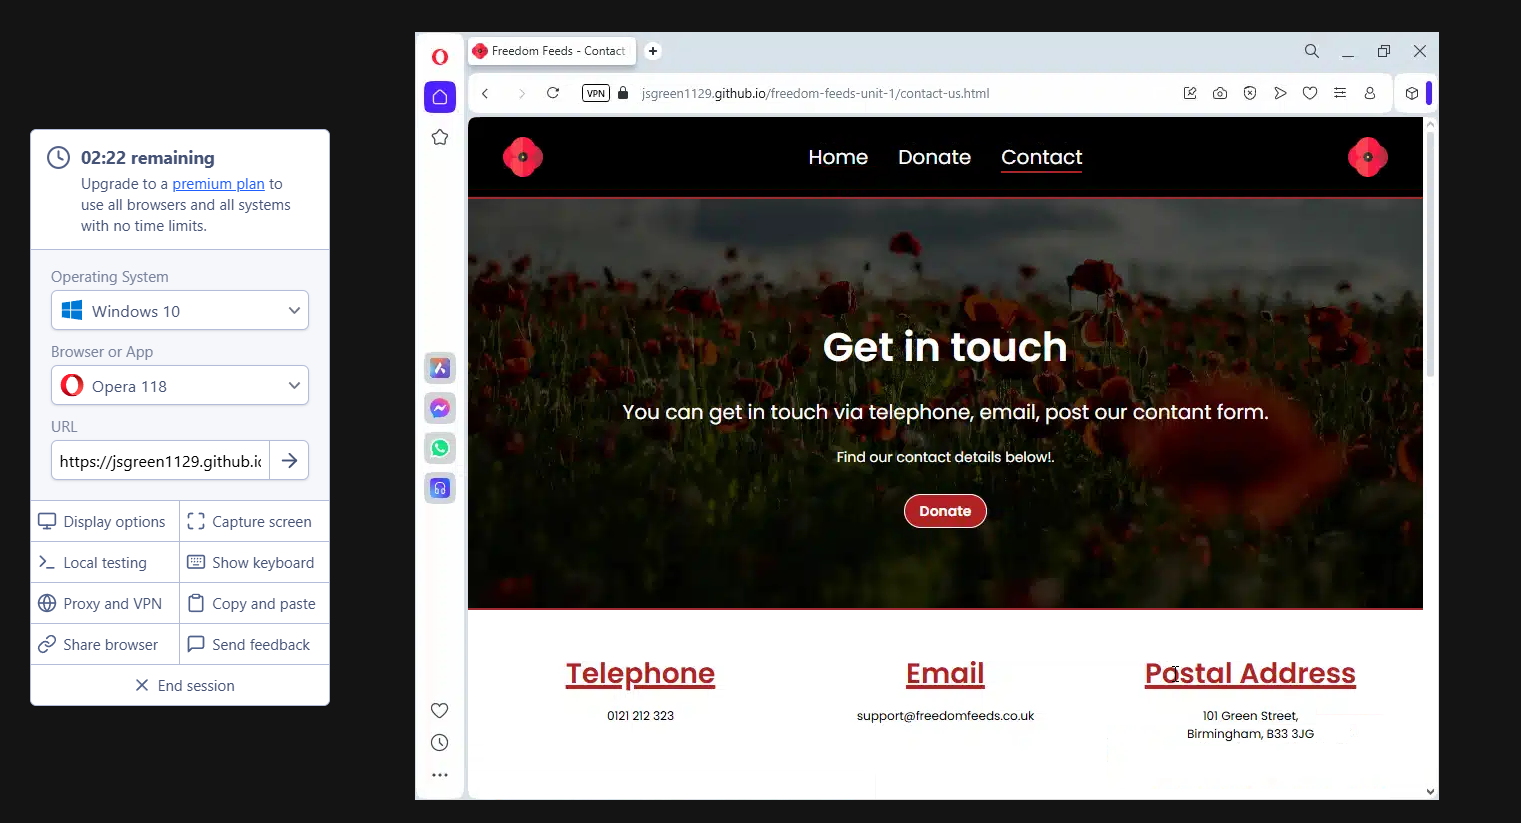 02:22 remaining
Upgrade to a premium plan to
use all browsers and all systems
with no time limits.
Operating System
Windows 10
Browser or App
Opera 118
URL
https://jsgreen1129.github.io
Display options
Capture screen
Local testing
Show keyboard
Proxy and VPN
Copy and paste
Share browser
Send feedback
End session
Freedom Feeds - Contact
VPN
jsgreen1129.github.io/freedom-feeds-unit-1/contact-us.html
Home
Donate
Contact
Get in touch
You can get in touch via telephone, email, post our contant form.
Find our contact details below!.
Donate
Telephone
0121 212 323
Email
support@freedomfeeds.co.uk
Postal Address
101 Green Street,
Birmingham, B33 3JG